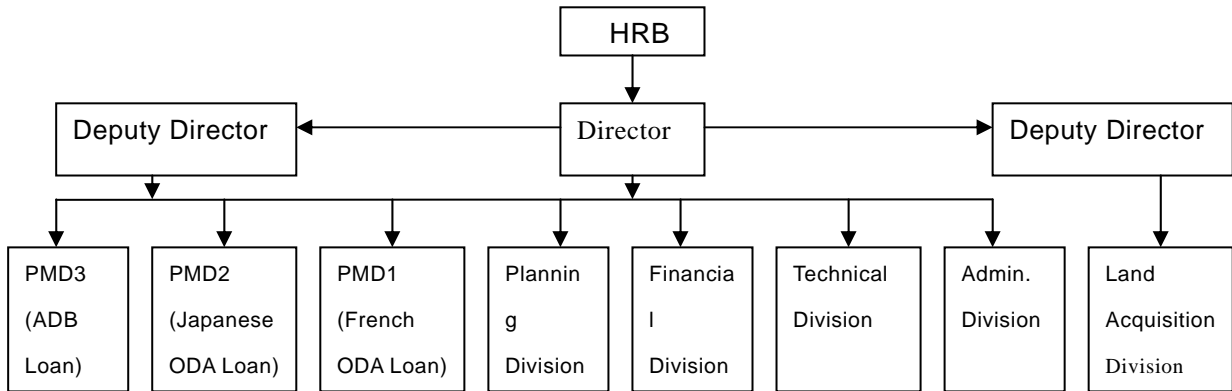 HRB
Deputy Director
Director
Deputy Director
PMD3
(ADB
Loan)
PMD2
(Japanese
ODA Loan)
PMD1
(French
ODA Loan)
Plannin
g
Division
Financia
l
Division
Technical
Division
Admin.
Division
Land
Acquisition
Division